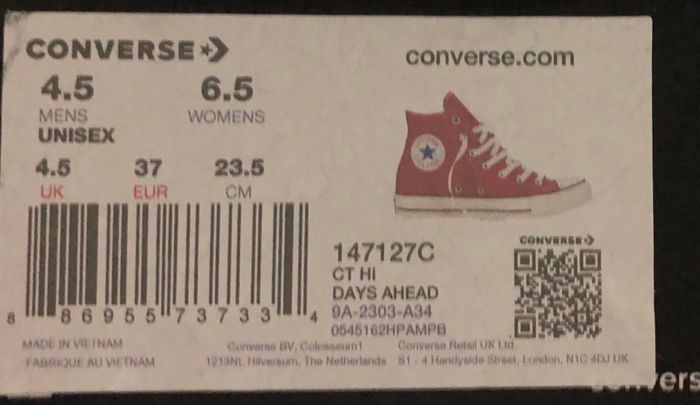 CONVERSE
converse.com
4.5 6.5
MENS WOMENS
UNISEX
4.5 37 23.5
UK EUR CM
8 86955 73733 4
147127C
CT HI
DAYS AHEAD
9A-2303-A34
0545162HPAMPB
CONVERSE
MADE IN VIETNAM
FABRIQUE AU VIETNAM
Converse BV, Colosseum1
1213NL Hilversum, The Netherlands
Converse Retail UK Ltd.
S1 - 4 Handyside Street, London, N1C 4DJ UK